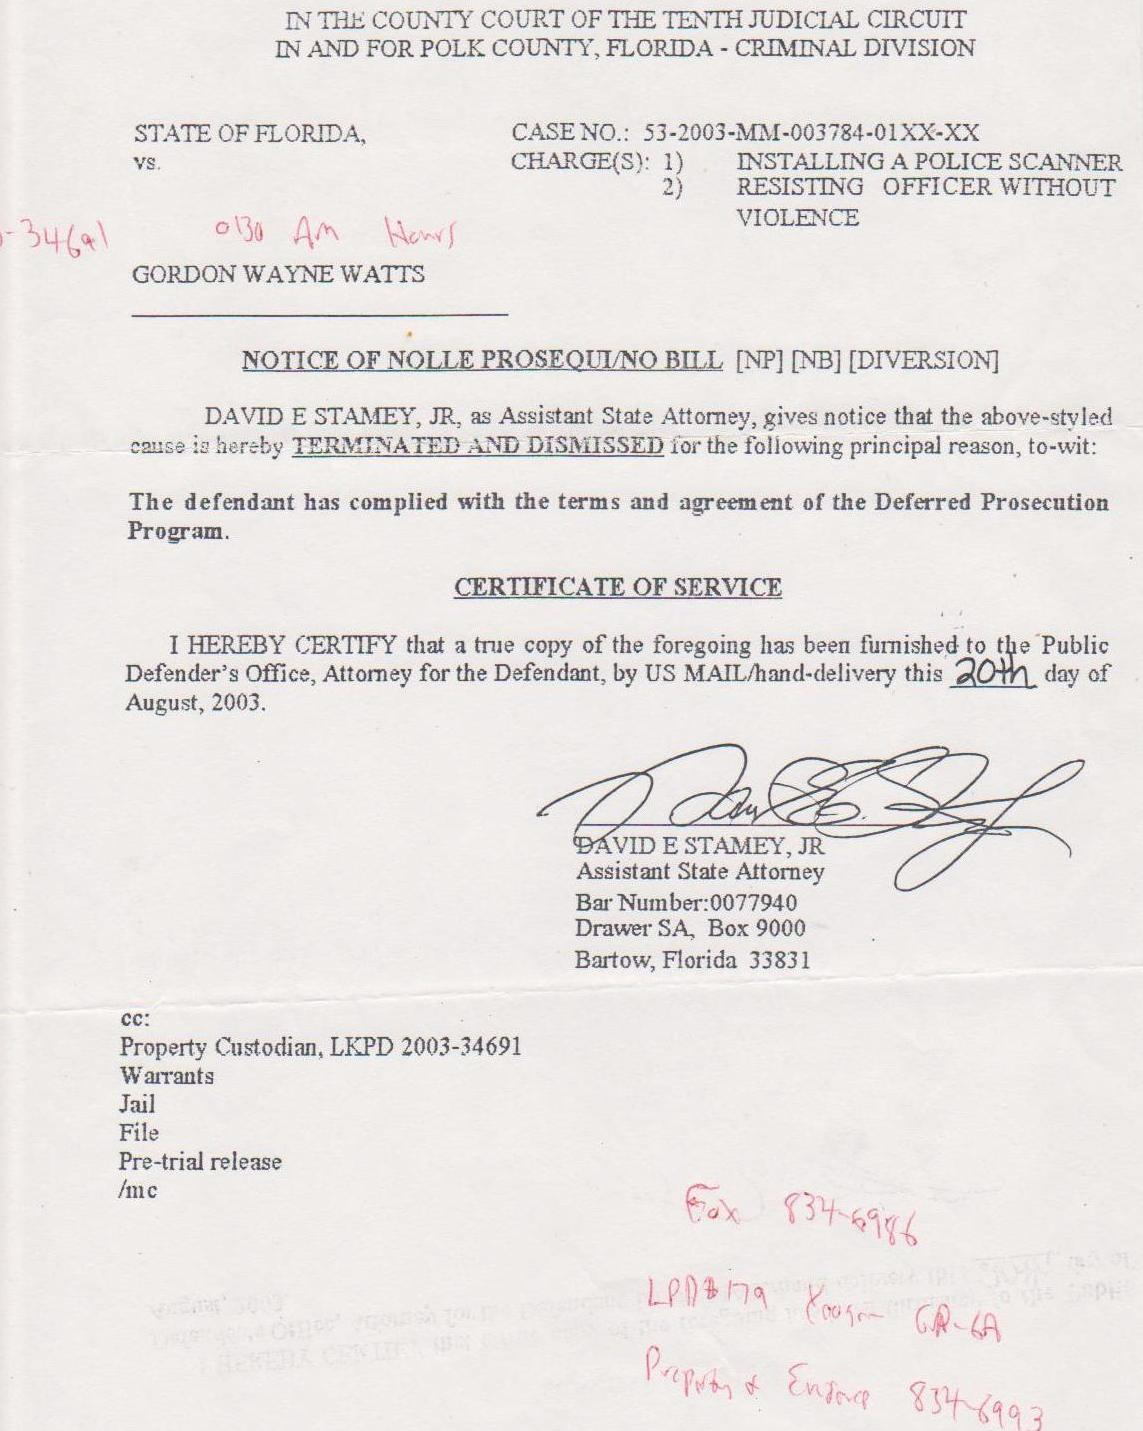 IN THE COUNTY COURT OF THE TENTH JUDICIAL CIRCUIT
IN AND FOR POLK COUNTY, FLORIDA - CRIMINAL DIVISION
STATE OF FLORIDA, CASE NO.: 53-2003-MM-003784-01XX-XX
vs. CHARGE(S): 1) INSTALLING A POLICE SCANNER
2) RESISTING OFFICER WITHOUT
VIOLENCE
-34691 0130 AM Hours
GORDON WAYNE WATTS
NOTICE OF NOLLE PROSEQUI/NO BILL [NP] [NB] [DIVERSION]
DAVID E STAMEY, JR, as Assistant State Attorney, gives notice that the above-styled
cause is hereby TERMINATED AND DISMISSED for the following principal reason, to-wit:
The defendant has complied with the terms and agreement of the Deferred Prosecution
Program.
CERTIFICATE OF SERVICE
I HEREBY CERTIFY that a true copy of the foregoing has been furnished to the Public
Defender's Office, Attorney for the Defendant, by US MAIL/hand-delivery this 20th day of
August, 2003.
DAVID E STAMEY, JR
Assistant State Attorney
Bar Number:0077940
Drawer SA, Box 9000
Bartow, Florida 33831
cc:
Property Custodian, LKPD 2003-34691
Warrants
Jail
File
Pre-trial release
/mc
Fax 834-6986
LPD# 179
Property & Evidence 834-6993